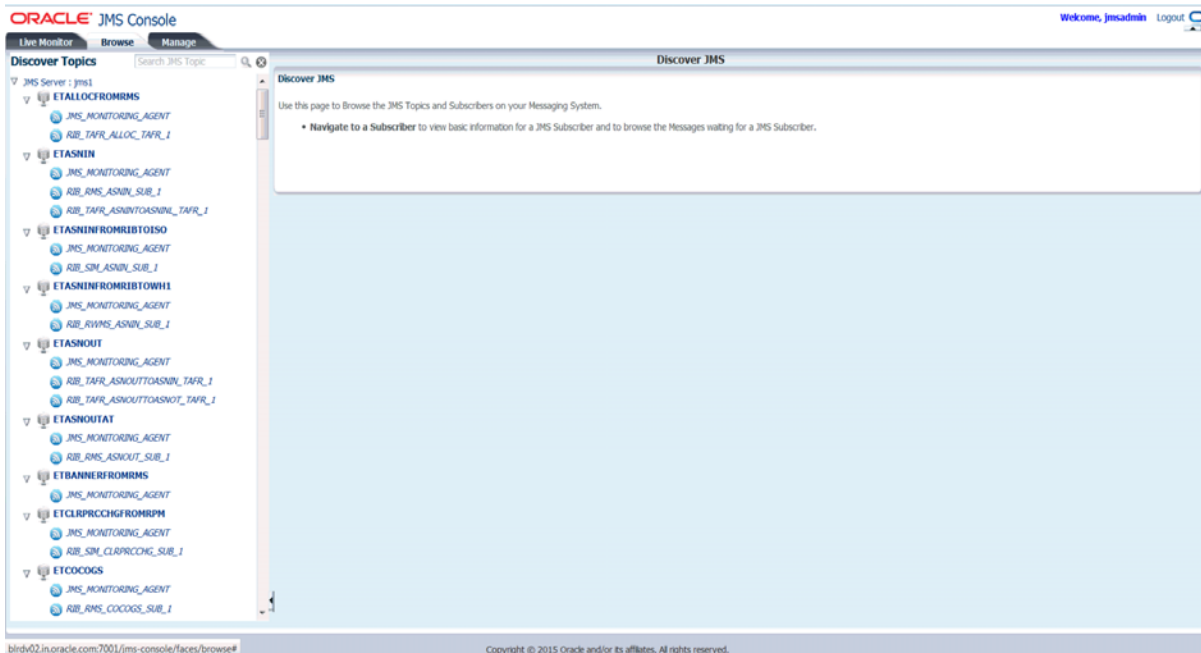 ORACLE JMS Console
Welcome, jmsadmin Logout
Live Monitor Browse Manage
Discover Topics Search JMS Topic
Discover JMS
JMS Server : jms1
ETALLOCFROMRMS
JMS_MONITORING_AGENT
RIB_TAFR_ALLOC_TAFR_1
ETASNIN
JMS_MONITORING_AGENT
RIB_RMS_ASNIN_SUB_1
RIB_TAFR_ASNINTOASNINL_TAFR_1
ETASNINFROMRIBTOISO
JMS_MONITORING_AGENT
RIB_SIM_ASNIN_SUB_1
ETASNINFROMRIBTOWH1
JMS_MONITORING_AGENT
RIB_RWMS_ASNIN_SUB_1
ETASNOUT
JMS_MONITORING_AGENT
RIB_TAFR_ASNOUTTOASNIN_TAFR_1
RIB_TAFR_ASNOUTTOASNOT_TAFR_1
ETASNOUTAT
JMS_MONITORING_AGENT
RIB_RMS_ASNOUT_SUB_1
ETBANNERFROMRMS
JMS_MONITORING_AGENT
ETCLRPRCCHGFROMRPM
JMS_MONITORING_AGENT
RIB_SIM_CLRPRCCHG_SUB_1
ETCOCOGS
JMS_MONITORING_AGENT
RIB_RMS_COCOGS_SUB_1
Discover JMS
Use this page to Browse the JMS Topics and Subscribers on your Messaging System.
• Navigate to a Subscriber to view basic information for a JMS Subscriber and to browse the Messages waiting for a JMS Subscriber.
blrdv02.in.oracle.com:7001/jms-console/faces/browse#
Copyright © 2015 Oracle and/or its affiliates. All rights reserved.